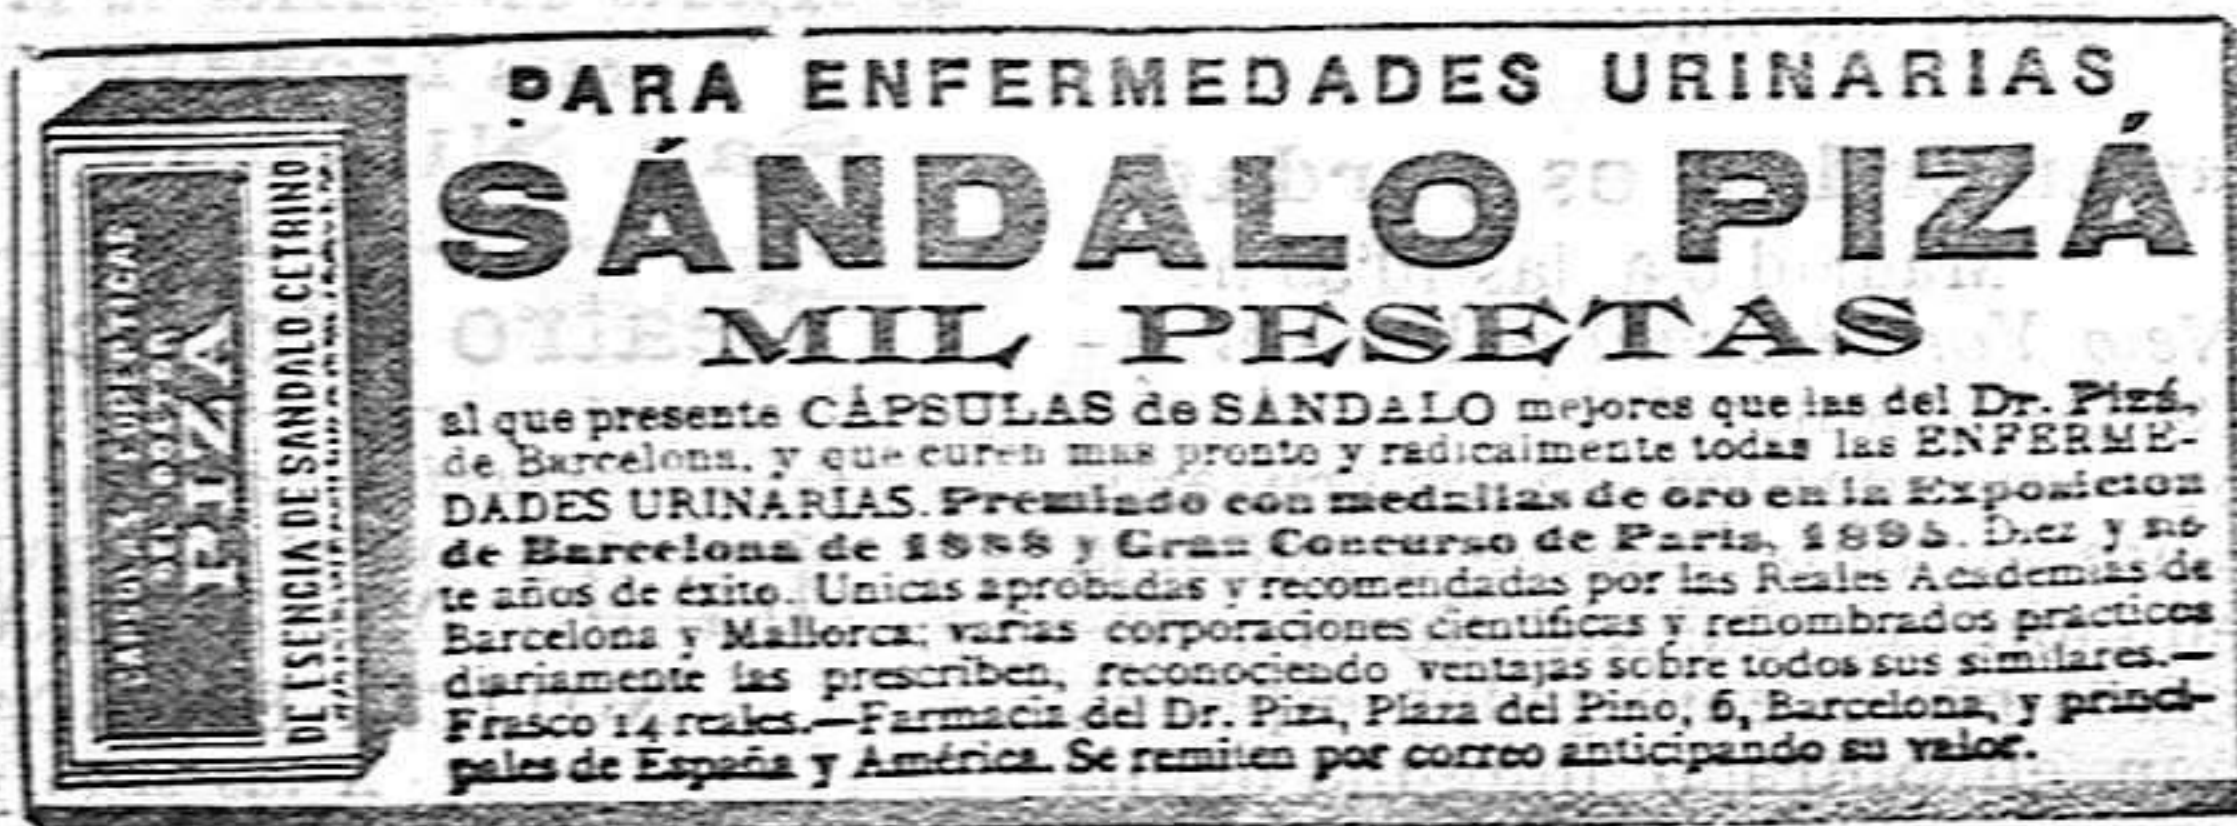 PARA ENFERMEDADES URINARIAS
SÁNDALO PIZÁ
MIL PESETAS
al que presente CÁPSULAS de SÁNDALO mejores que las del Dr. Pizá,
de Barcelona, y que curen mas pronto y radicalmente todas las ENFERME-
DADES URINARIAS. Premiado con medallas de oro en la Exposicion
de Barcelona de 1888 y Gran Concurso de Paris, 1895. Diez y sie-
te años de éxito. Unicas aprobadas y recomendadas por las Reales Academias de
Barcelona y Mallorca; varias corporaciones cientificas y renombrados practicos
diariamente las prescriben, reconociendo ventajas sobre todos sus similares.—
Frasco 14 reales.—Farmacia del Dr. Pizá, Plaza del Pino, 6, Barcelona, y princi-
pales de España y América. Se remiten por correo anticipando su valor.
DEL DOCTOR
PIZÁ
DE ESENCIA DE SANDALO CETRINO